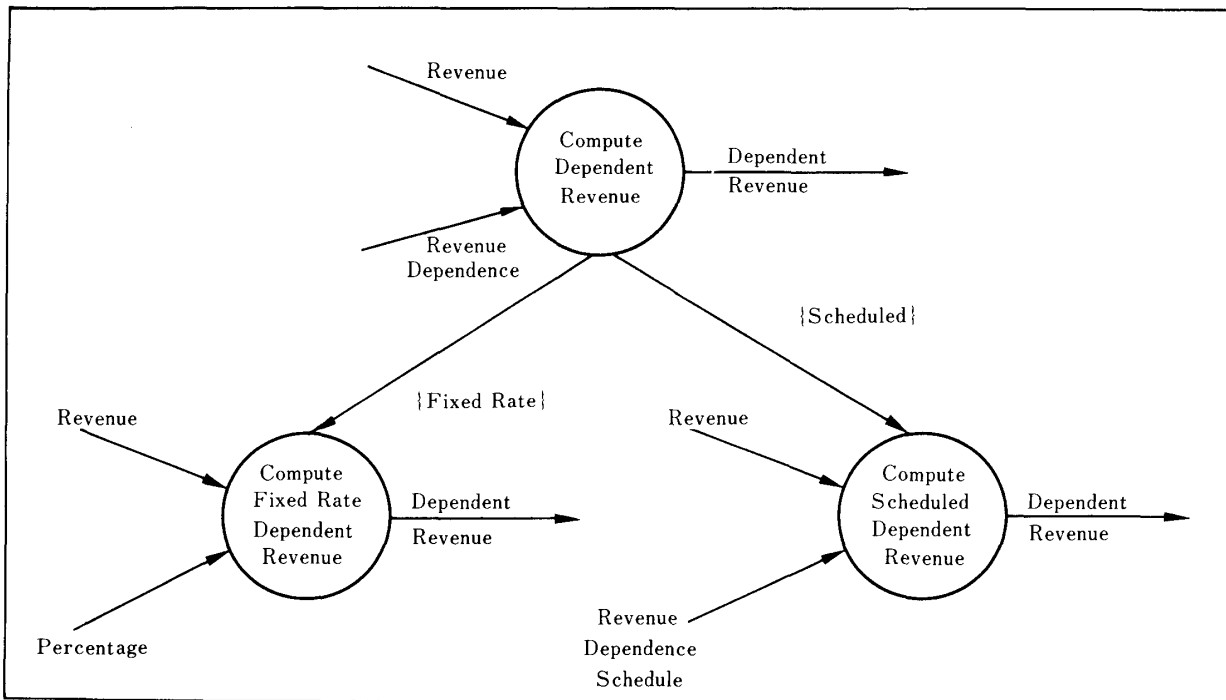 Revenue
Compute
Dependent
Revenue
Dependent
Revenue
Revenue
Dependence
{Scheduled}
{Fixed Rate}
Revenue
Compute
Fixed Rate
Dependent
Revenue
Dependent
Revenue
Percentage
Revenue
Compute
Scheduled
Dependent
Revenue
Dependent
Revenue
Revenue
Dependence
Schedule